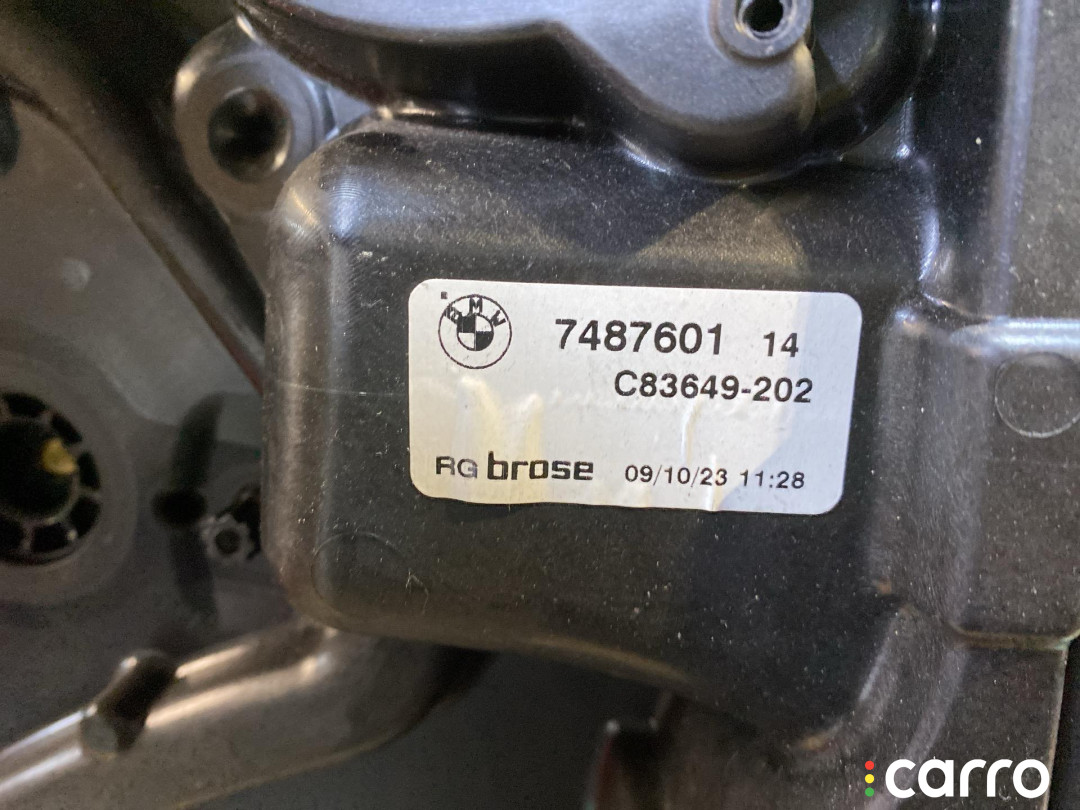 BMW
7487601 14
C83649-202
RG brose 09/10/23 11:28
carro